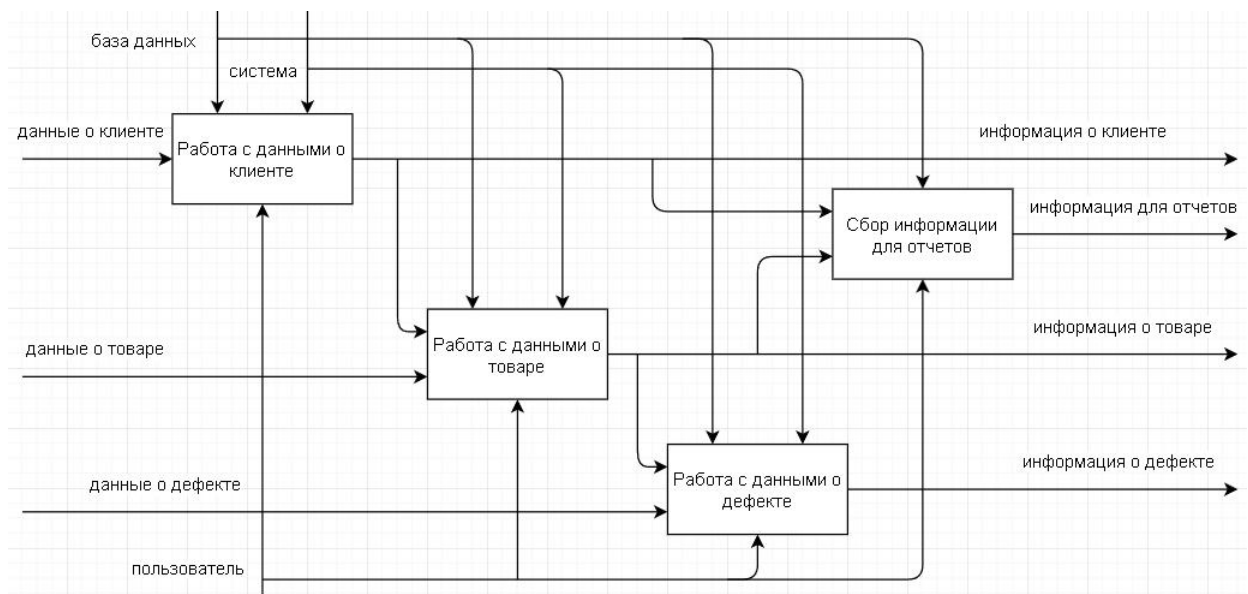 база данных
система
данные о клиенте
Работа с данными о
клиенте
информация о клиенте
информация для отчетов
Сбор информации
для отчетов
данные о товаре
Работа с данными о
товаре
информация о товаре
данные о дефекте
Работа с данными о
дефекте
информация о дефекте
пользователь